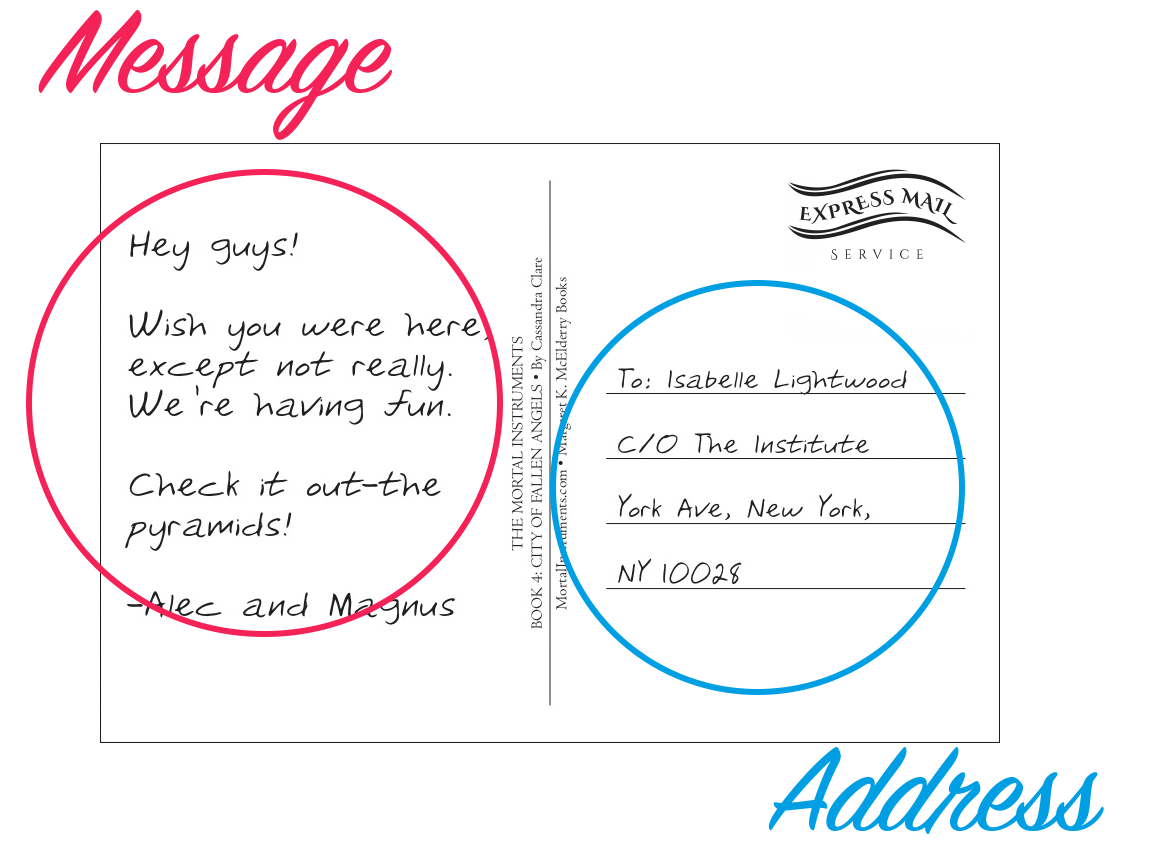 Message
Hey guys!
Wish you were here,
except not really.
We're having fun.
Check it out-the
pyramids!
-Alec and Magnus
THE MORTAL INSTRUMENTS
BOOK 4: CITY OF FALLEN ANGELS • By Cassandra Clare
MortalInstruments.com • Margaret K. McElderry Books
EXPRESS MAIL
SERVICE
To: Isabelle Lightwood
C/O The Institute
York Ave, New York,
NY 10028
Address